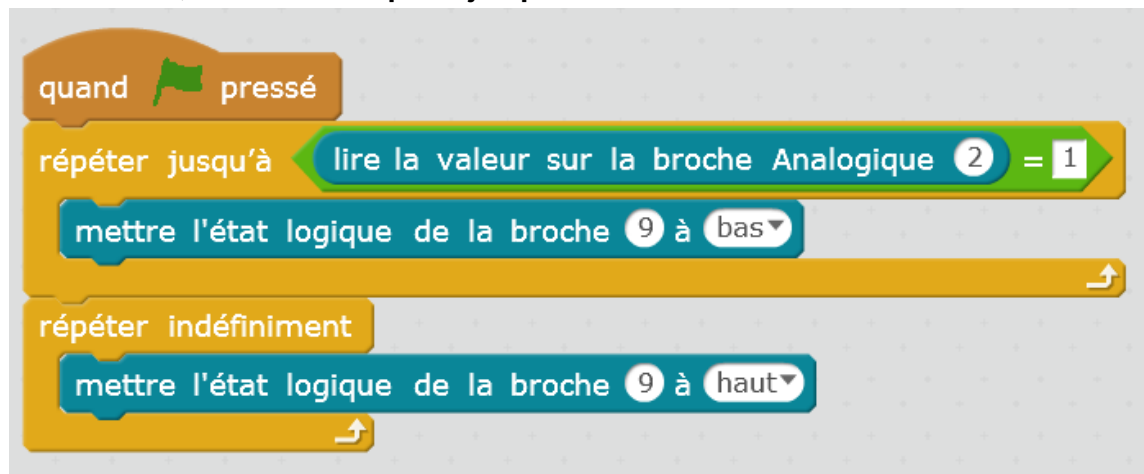 quand pressé
répéter jusqu'à lire la valeur sur la broche Analogique 2 = 1
mettre l'état logique de la broche 9 à bas
répéter indéfiniment
mettre l'état logique de la broche 9 à haut